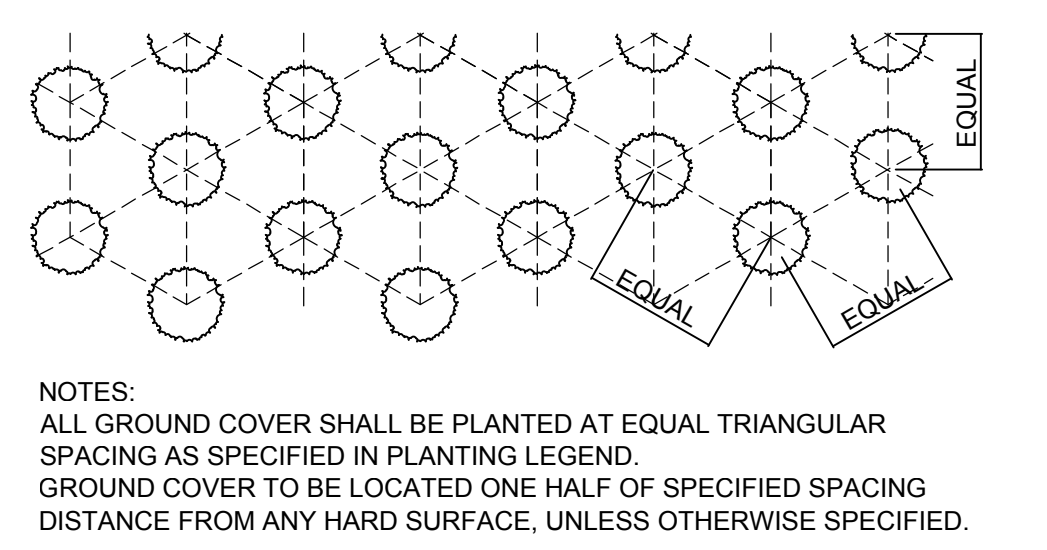 EQUAL
EQUAL
EQUAL
NOTES:
ALL GROUND COVER SHALL BE PLANTED AT EQUAL TRIANGULAR
SPACING AS SPECIFIED IN PLANTING LEGEND.
GROUND COVER TO BE LOCATED ONE HALF OF SPECIFIED SPACING
DISTANCE FROM ANY HARD SURFACE, UNLESS OTHERWISE SPECIFIED.